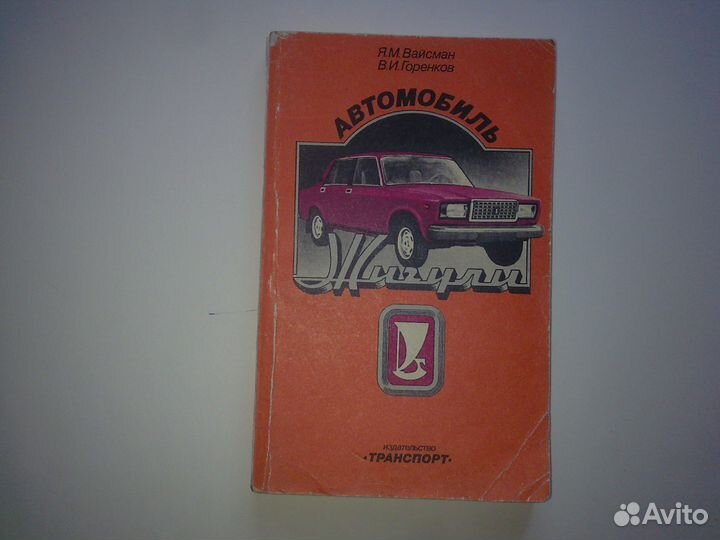 Я.М. Вайсман
В.И. Горенков
АВТОМОБИЛЬ
Жигули
издательство
«ТРАНСПОРТ»
Avito